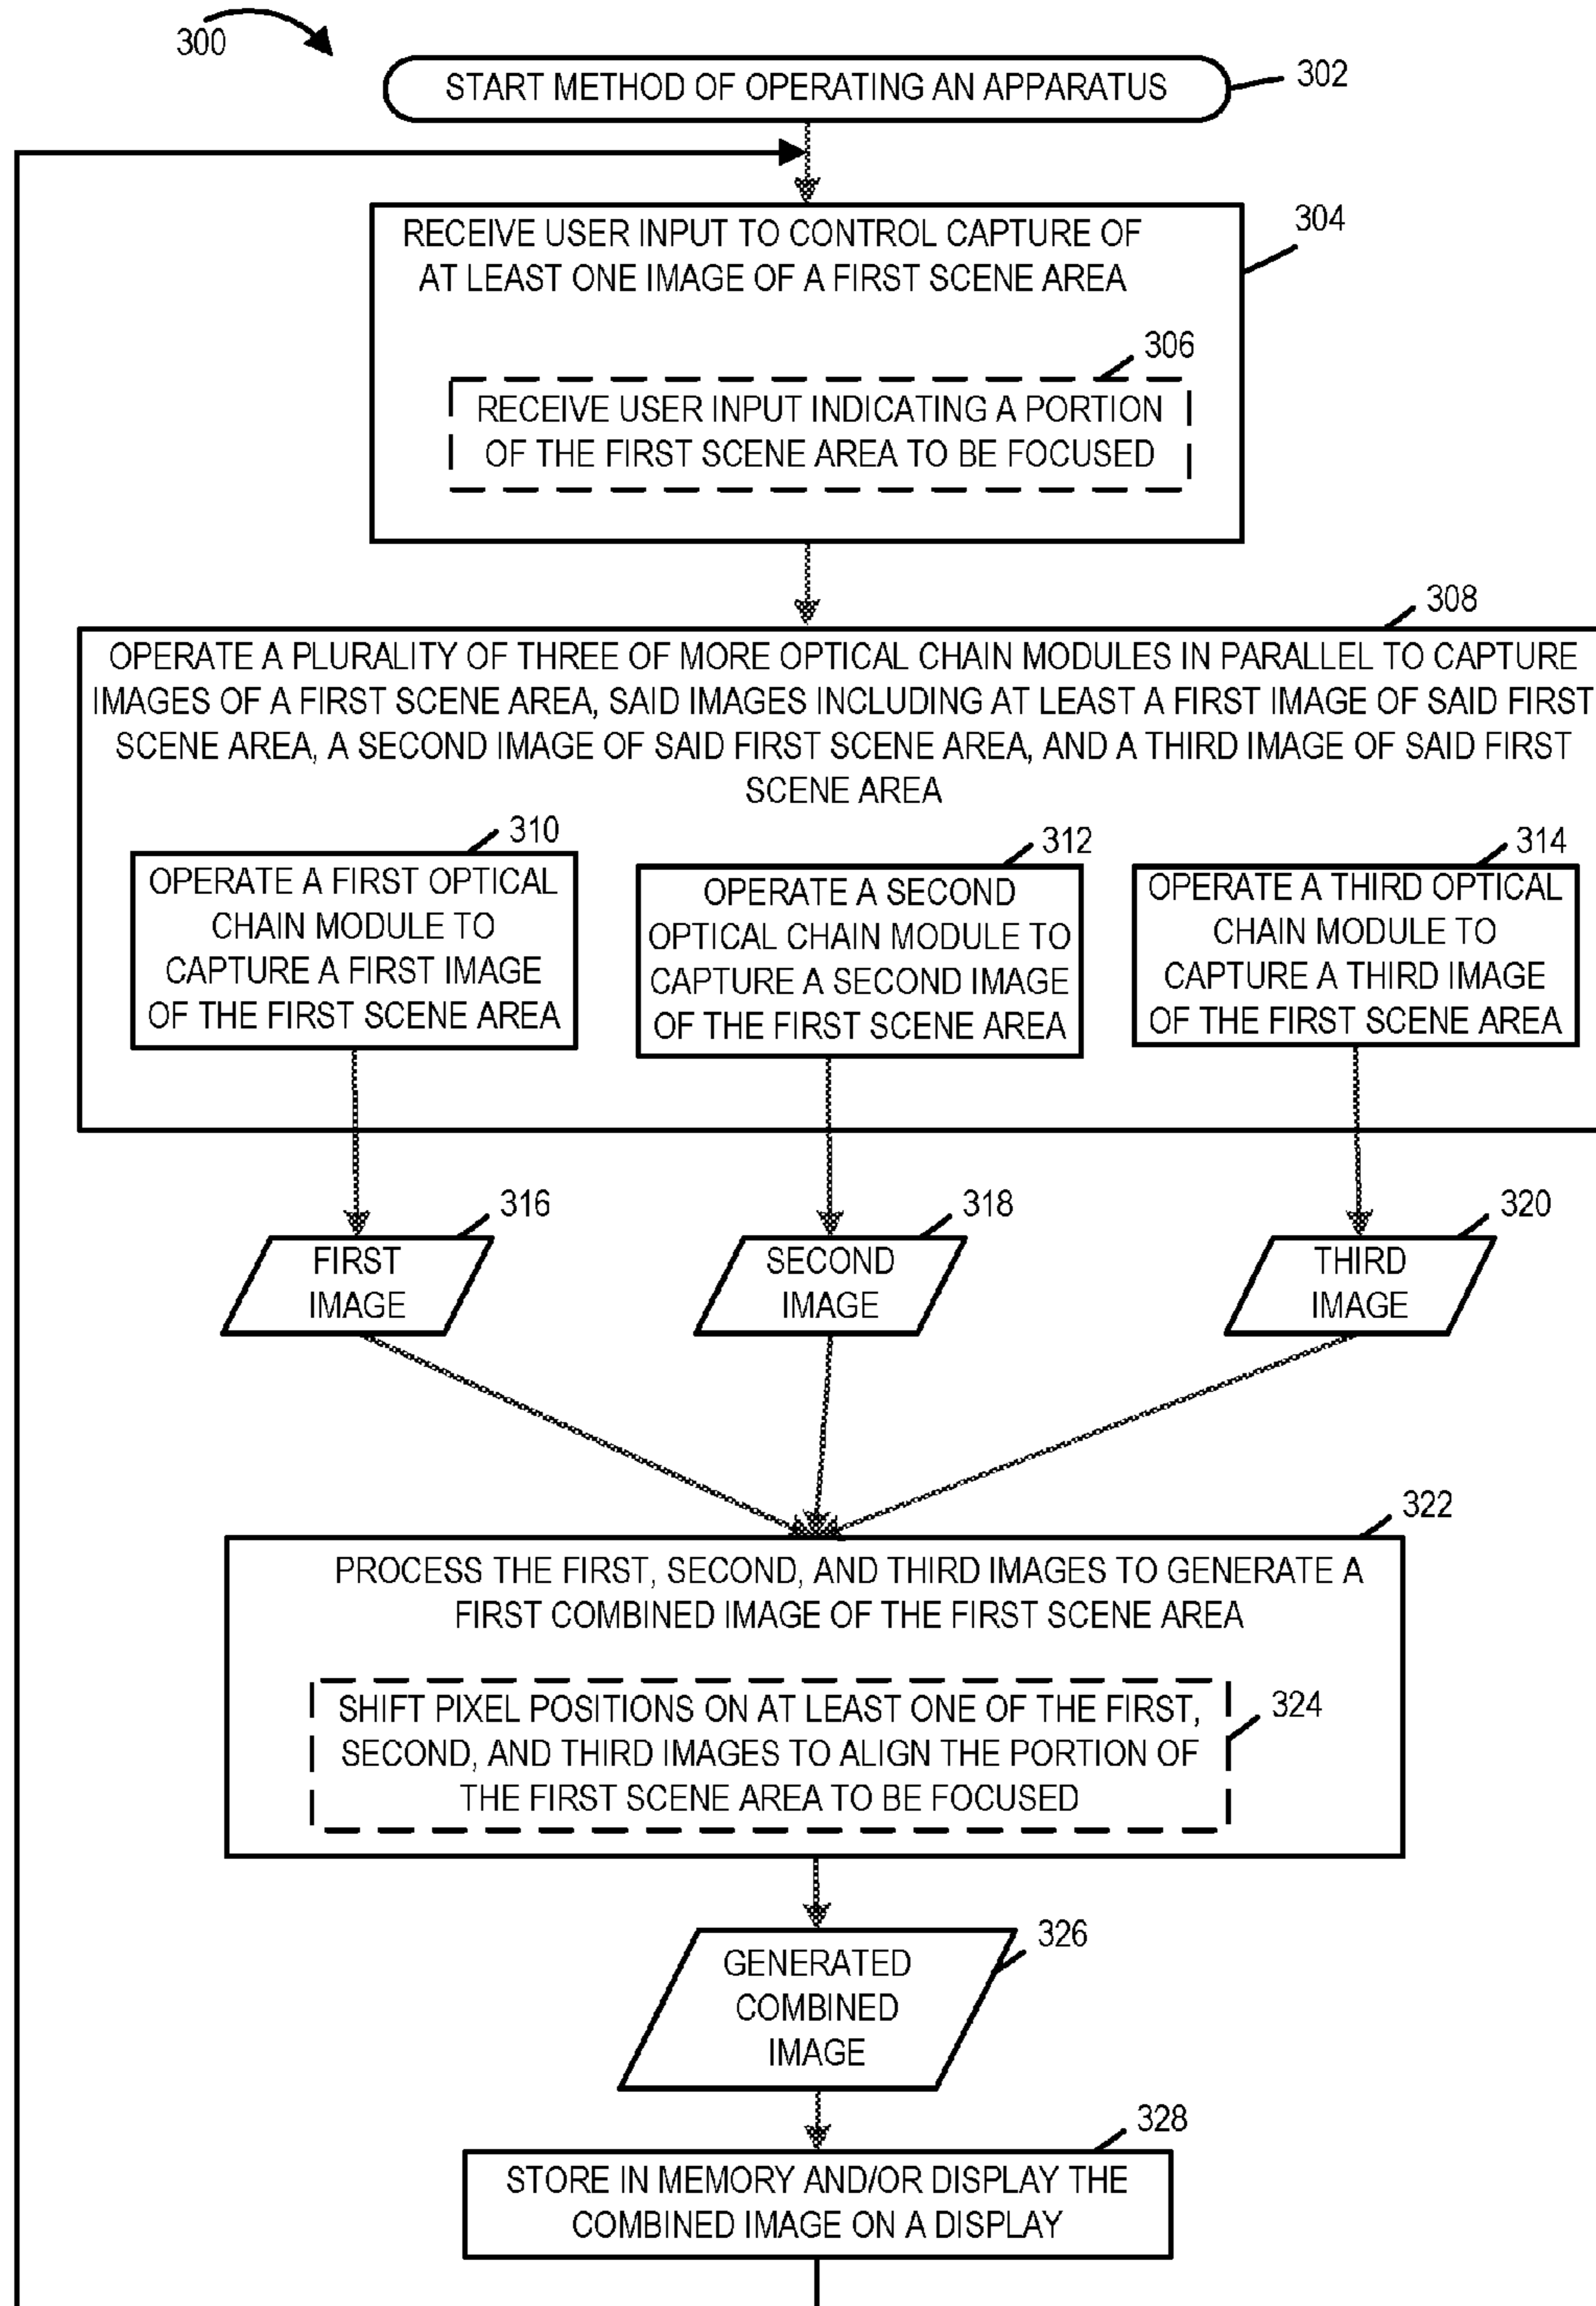 300
START METHOD OF OPERATING AN APPARATUS
302
RECEIVE USER INPUT TO CONTROL CAPTURE OF
AT LEAST ONE IMAGE OF A FIRST SCENE AREA
304
306
RECEIVE USER INPUT INDICATING A PORTION
OF THE FIRST SCENE AREA TO BE FOCUSED
308
OPERATE A PLURALITY OF THREE OF MORE OPTICAL CHAIN MODULES IN PARALLEL TO CAPTURE
IMAGES OF A FIRST SCENE AREA, SAID IMAGES INCLUDING AT LEAST A FIRST IMAGE OF SAID FIRST
SCENE AREA, A SECOND IMAGE OF SAID FIRST SCENE AREA, AND A THIRD IMAGE OF SAID FIRST
SCENE AREA
310
OPERATE A FIRST OPTICAL
CHAIN MODULE TO
CAPTURE A FIRST IMAGE
OF THE FIRST SCENE AREA
312
OPERATE A SECOND
OPTICAL CHAIN MODULE TO
CAPTURE A SECOND IMAGE
OF THE FIRST SCENE AREA
314
OPERATE A THIRD OPTICAL
CHAIN MODULE TO
CAPTURE A THIRD IMAGE
OF THE FIRST SCENE AREA
316
FIRST
IMAGE
318
SECOND
IMAGE
320
THIRD
IMAGE
322
PROCESS THE FIRST, SECOND, AND THIRD IMAGES TO GENERATE A
FIRST COMBINED IMAGE OF THE FIRST SCENE AREA
SHIFT PIXEL POSITIONS ON AT LEAST ONE OF THE FIRST,
SECOND, AND THIRD IMAGES TO ALIGN THE PORTION OF
THE FIRST SCENE AREA TO BE FOCUSED
324
GENERATED
COMBINED
IMAGE
326
328
STORE IN MEMORY AND/OR DISPLAY THE
COMBINED IMAGE ON A DISPLAY